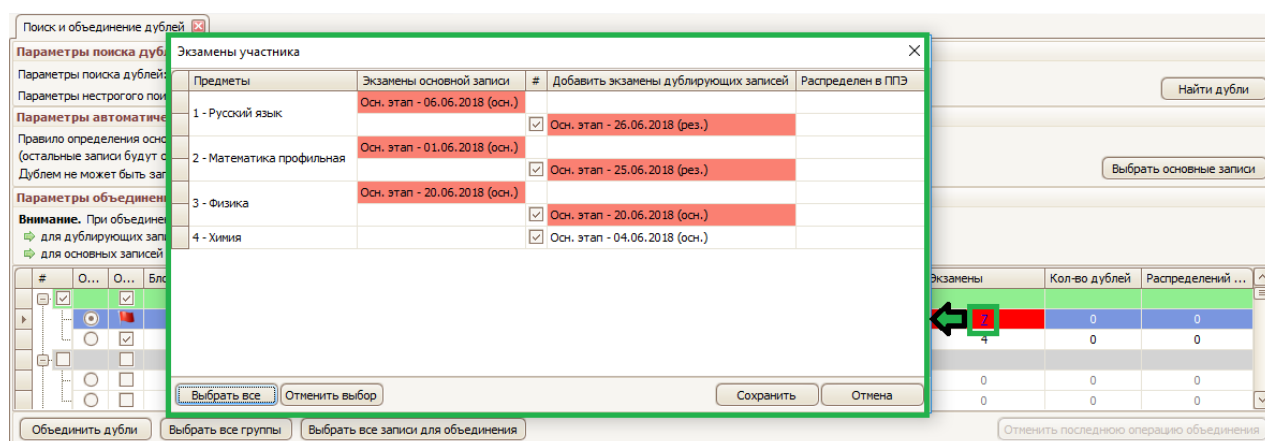 Поиск и объединение дублей
Параметры поиска дуб
Параметры поиска дублей:
Параметры нестрогого пои
Найти дубли
Параметры автоматиче
Правило определения осно
(остальные записи будут
Дублем не может быть зап
Выбрать основные записи
Параметры объединен
Внимание. При объединен
для дублирующих зап
для основных записей
Экзамены участника
Предметы Экзамены основной записи # Добавить экзамены дублирующих записей Распределен в ППЭ
1 - Русский язык
Осн. этап - 06.06.2018 (осн.)
Осн. этап - 26.06.2018 (рез.)
2 - Математика профильная
Осн. этап - 01.06.2018 (осн.)
Осн. этап - 25.06.2018 (рез.)
3 - Физика
Осн. этап - 20.06.2018 (осн.)
Осн. этап - 20.06.2018 (осн.)
4 - Химия Осн. этап - 04.06.2018 (осн.)
Выбрать все Отменить выбор Сохранить Отмена
# О... О... Бло Экзамены Кол-во дублей Распределений ...
7 0 0
4 0 0
0 0 0
0 0 0
Объединить дубли Выбрать все группы Выбрать все записи для объединения Отменить последнюю операцию объединения